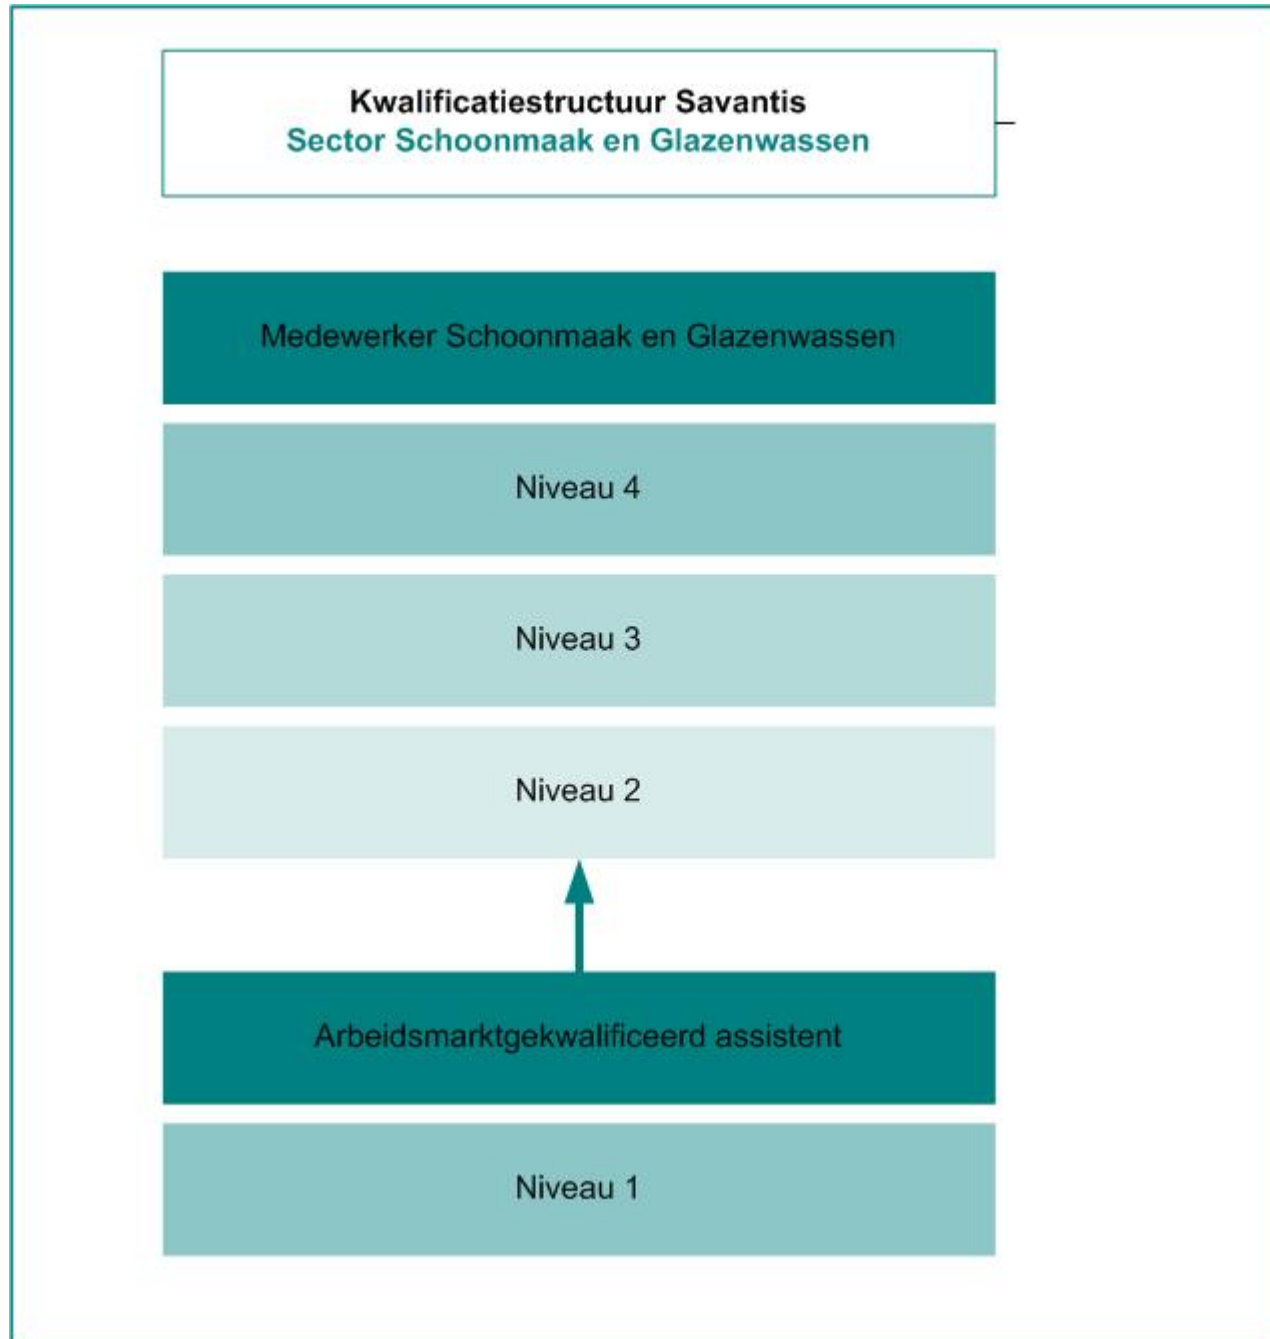 Kwalificatiestructuur Savantis
Sector Schoonmaak en Glazenwassen
Medewerker Schoonmaak en Glazenwassen
Niveau 4
Niveau 3
Niveau 2
Arbeidsmarktgekwalificeerd assistent
Niveau 1